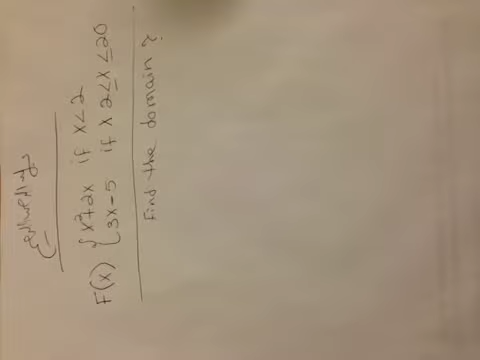 F(x) { x²+2x if x<2
3x-5 if x 2≤x≤20
Find the domain?